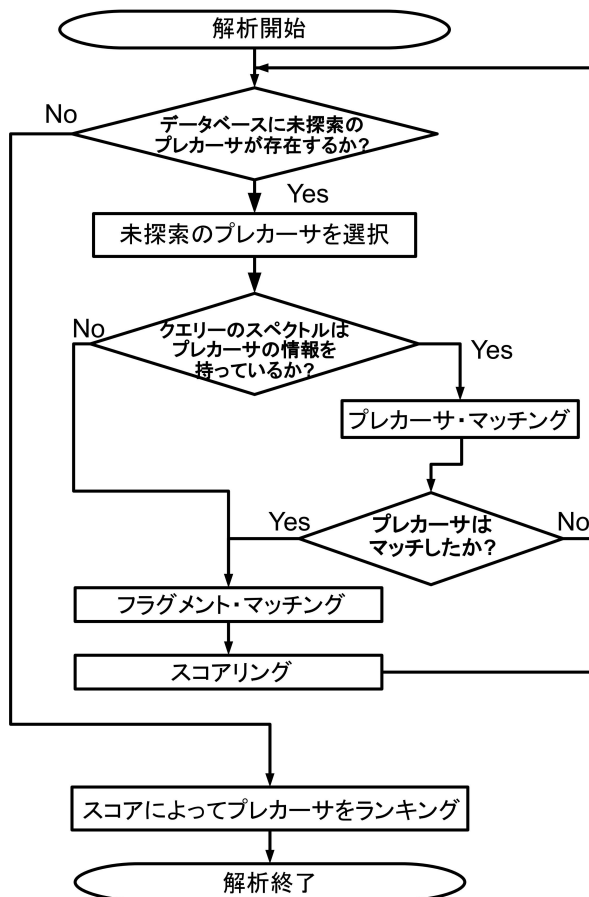 解析開始
No
データベースに未探索の
プレカーサが存在するか?
Yes
未探索のプレカーサを選択
No
クエリーのスペクトルは
プレカーサの情報を
持っているか?
Yes
プレカーサ・マッチング
Yes
プレカーサは
マッチしたか?
No
フラグメント・マッチング
スコアリング
スコアによってプレカーサをランキング
解析終了